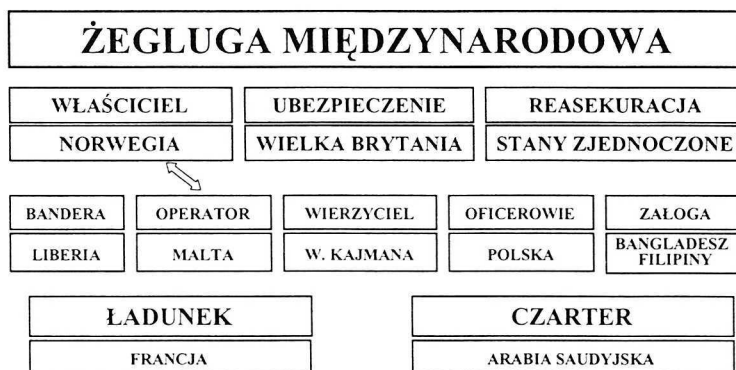 ŻEGLUGA MIĘDZYNARODOWA
WŁAŚCICIEL UBEZPIECZENIE REASEKURACJA
NORWEGIA WIELKA BRYTANIA STANY ZJEDNOCZONE
BANDERA OPERATOR WIERZYCIEL OFICEROWIE ZAŁOGA
LIBERIA MALTA W. KAJMANA POLSKA BANGLADESZ
FILIPINY
ŁADUNEK CZARTER
FRANCJA ARABIA SAUDYJSKA